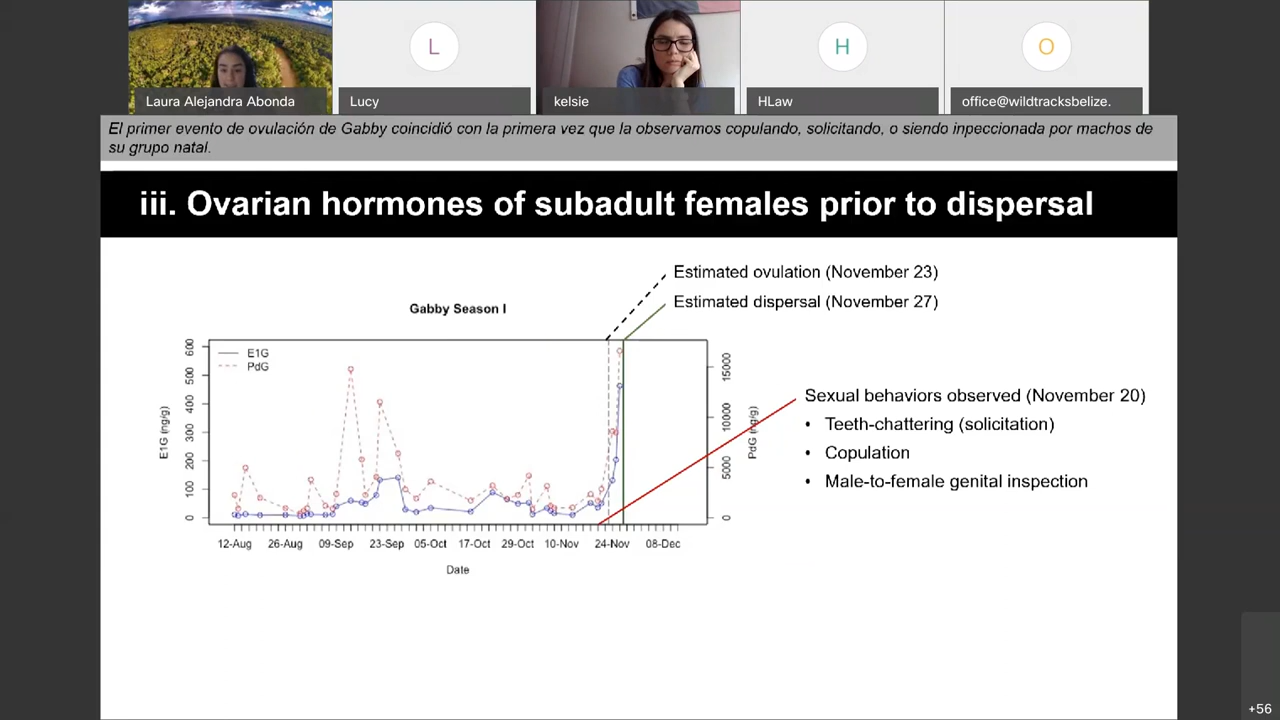 L
H
O
Laura Alejandra Abonda
Lucy
kelsie
HLaw
office@wildtracksbelize.
El primer evento de ovulación de Gabby coincidió con la primera vez que la observamos copulando, solicitando, o siendo inpeccionada por machos de
su grupo natal.
iii. Ovarian hormones of subadult females prior to dispersal
Estimated ovulation (November 23)
Estimated dispersal (November 27)
Gabby Season I
E1G
PdG
600
500
400
300
200
100
0
E1G (ng/g)
15000
10000
5000
0
PdG (ng/g)
12-Aug 26-Aug 09-Sep 23-Sep 05-Oct 17-Oct 29-Oct 10-Nov 24-Nov 08-Dec
Date
Sexual behaviors observed (November 20)
• Teeth-chattering (solicitation)
• Copulation
• Male-to-female genital inspection
+56